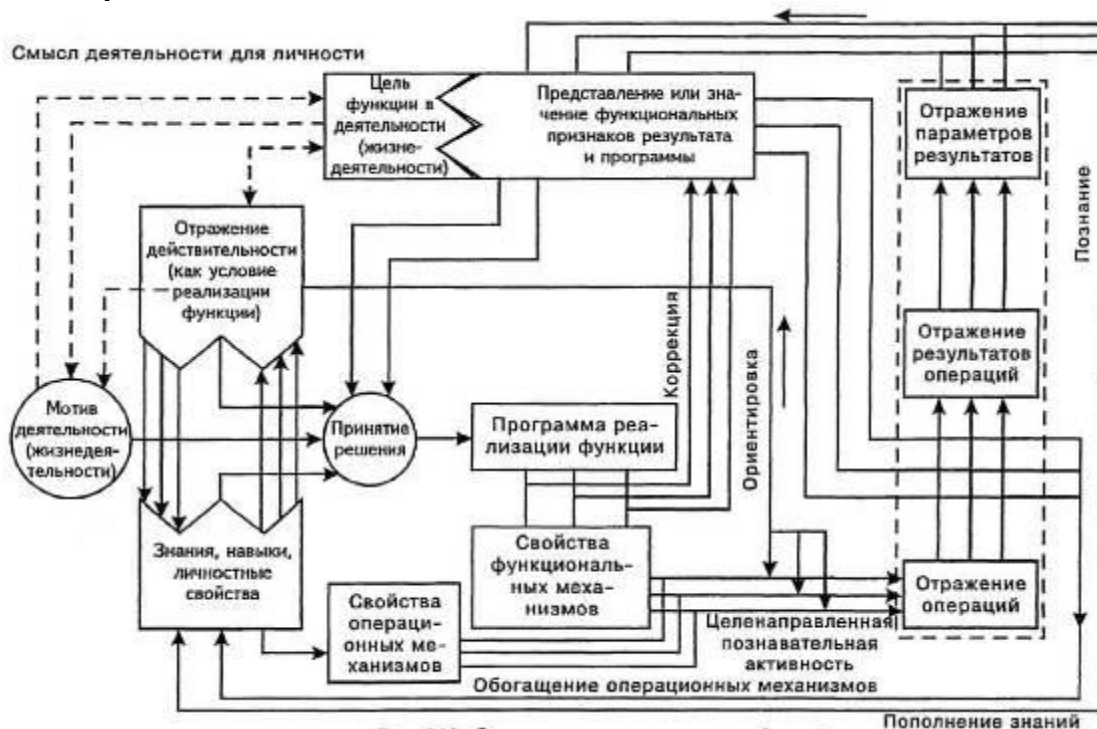 Смысл деятельности для личности
Цель
функции в
деятельности
(жизне-
деятельности)
Представление или зна-
чение функциональных
признаков результата
и программы
Отражение
параметров
результатов
Познание
Отражение
действительности
(как условие
реализации
функции)
Коррекция
Ориентировка
Отражение
результатов
операций
Мотив
деятельности
(жизнедея-
тельности)
Принятие
решения
Программа реа-
лизации функции
Знания, навыки,
личностные
свойства
Свойства
операци-
онных ме-
ханизмов
Свойства
функциональ-
ных меха-
низмов
Отражение
операций
Целенаправленная
познавательная
активность
Обогащение операционных механизмов
Пополнение знаний